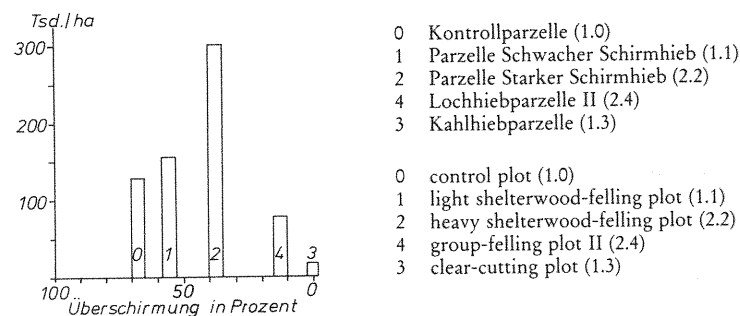 Tsd./ha
300
200
100
0
1
2
4
3
100
50
0
Überschirmung in Prozent
0 Kontrollparzelle (1.0)
1 Parzelle Schwacher Schirmhieb (1.1)
2 Parzelle Starker Schirmhieb (2.2)
4 Lochhiebparzelle II (2.4)
3 Kahlhiebparzelle (1.3)
0 control plot (1.0)
1 light shelterwood-felling plot (1.1)
2 heavy shelterwood-felling plot (2.2)
4 group-felling plot II (2.4)
3 clear-cutting plot (1.3)